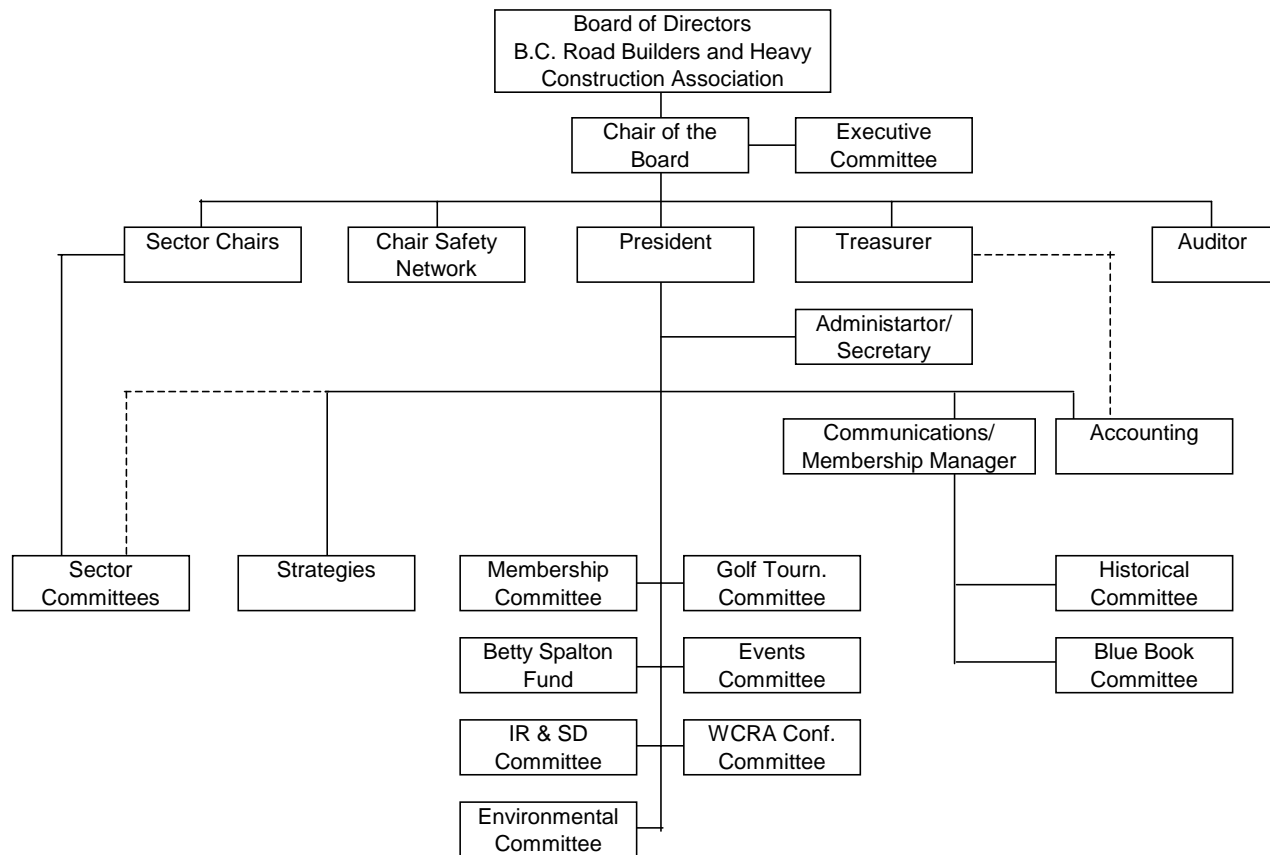 Board of Directors
B.C. Road Builders and Heavy
Construction Association
Chair of the
Board
Executive
Committee
Sector Chairs
Chair Safety
Network
President
Treasurer
Auditor
Administartor/
Secretary
Communications/
Membership Manager
Accounting
Sector
Committees
Strategies
Membership
Committee
Golf Tourn.
Committee
Historical
Committee
Betty Spalton
Fund
Events
Committee
Blue Book
Committee
IR & SD
Committee
WCRA Conf.
Committee
Environmental
Committee